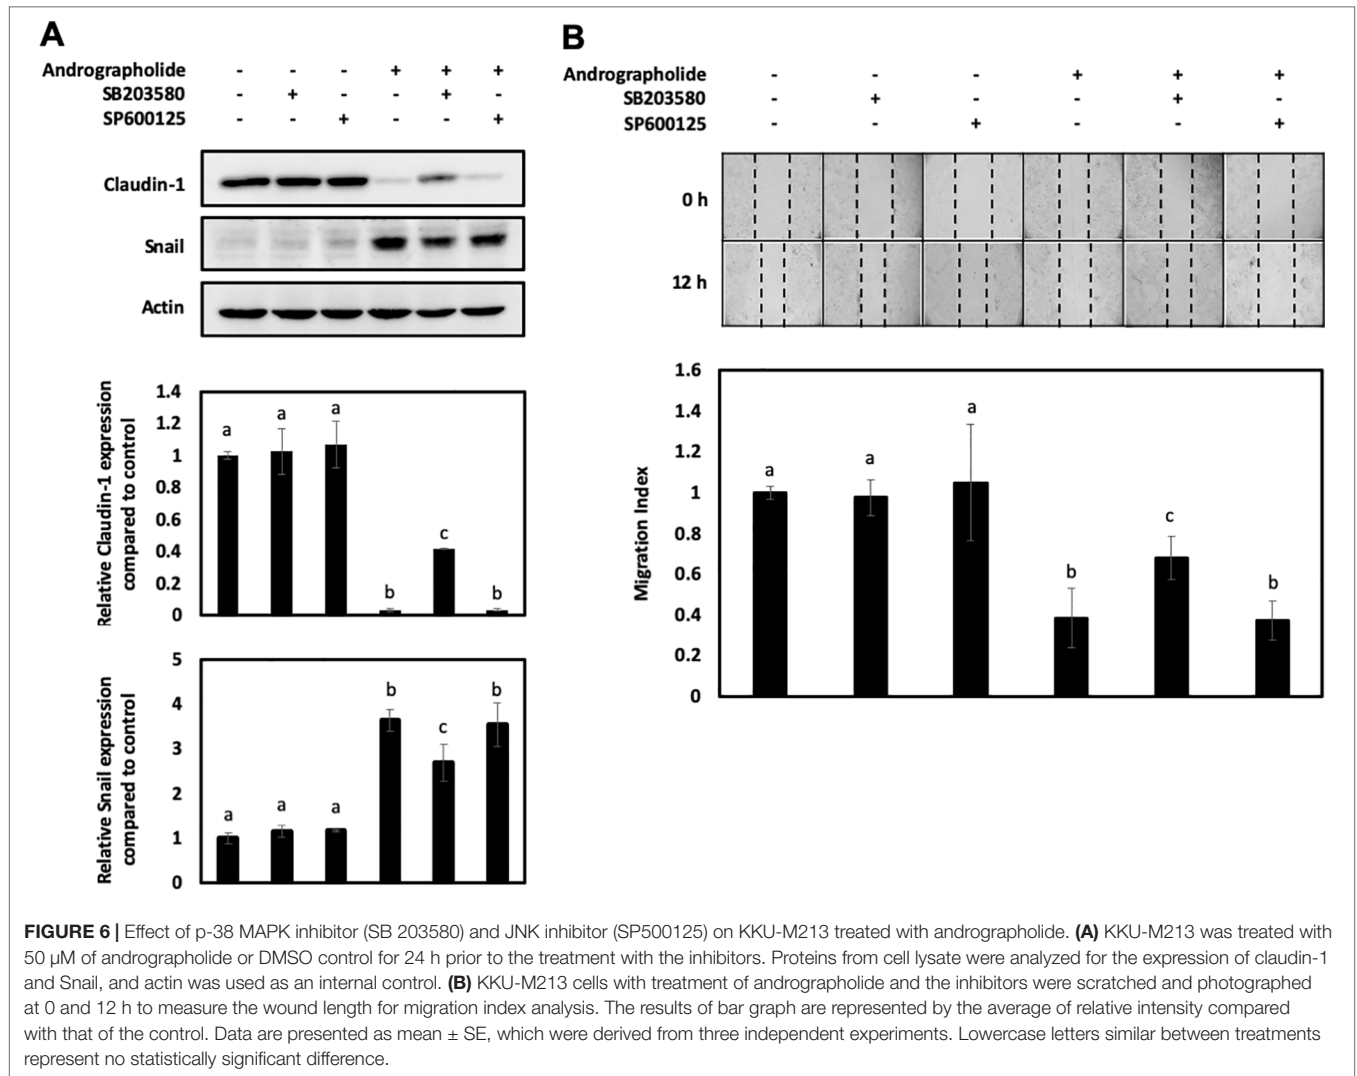 A
Andrographolide - - - + + +
SB203580 - + - - + -
SP600125 - - + - - +
Claudin-1
Snail
Actin
Relative Claudin-1 expression
compared to control
1.4
1.2
1
0.8
0.6
0.4
0.2
0
a a a b c b
Relative Snail expression
compared to control
5
4
3
2
1
0
a a a b c b
B
Andrographolide - - - + + +
SB203580 - + - - + -
SP600125 - - + - - +
0 h
12 h
Migration Index
1.6
1.4
1.2
1
0.8
0.6
0.4
0.2
0
a a a b c b
FIGURE 6 | Effect of p-38 MAPK inhibitor (SB 203580) and JNK inhibitor (SP500125) on KKU-M213 treated with andrographolide. (A) KKU-M213 was treated with
50 µM of andrographolide or DMSO control for 24 h prior to the treatment with the inhibitors. Proteins from cell lysate were analyzed for the expression of claudin-1
and Snail, and actin was used as an internal control. (B) KKU-M213 cells with treatment of andrographolide and the inhibitors were scratched and photographed
at 0 and 12 h to measure the wound length for migration index analysis. The results of bar graph are represented by the average of relative intensity compared
with that of the control. Data are presented as mean ± SE, which were derived from three independent experiments. Lowercase letters similar between treatments
represent no statistically significant difference.